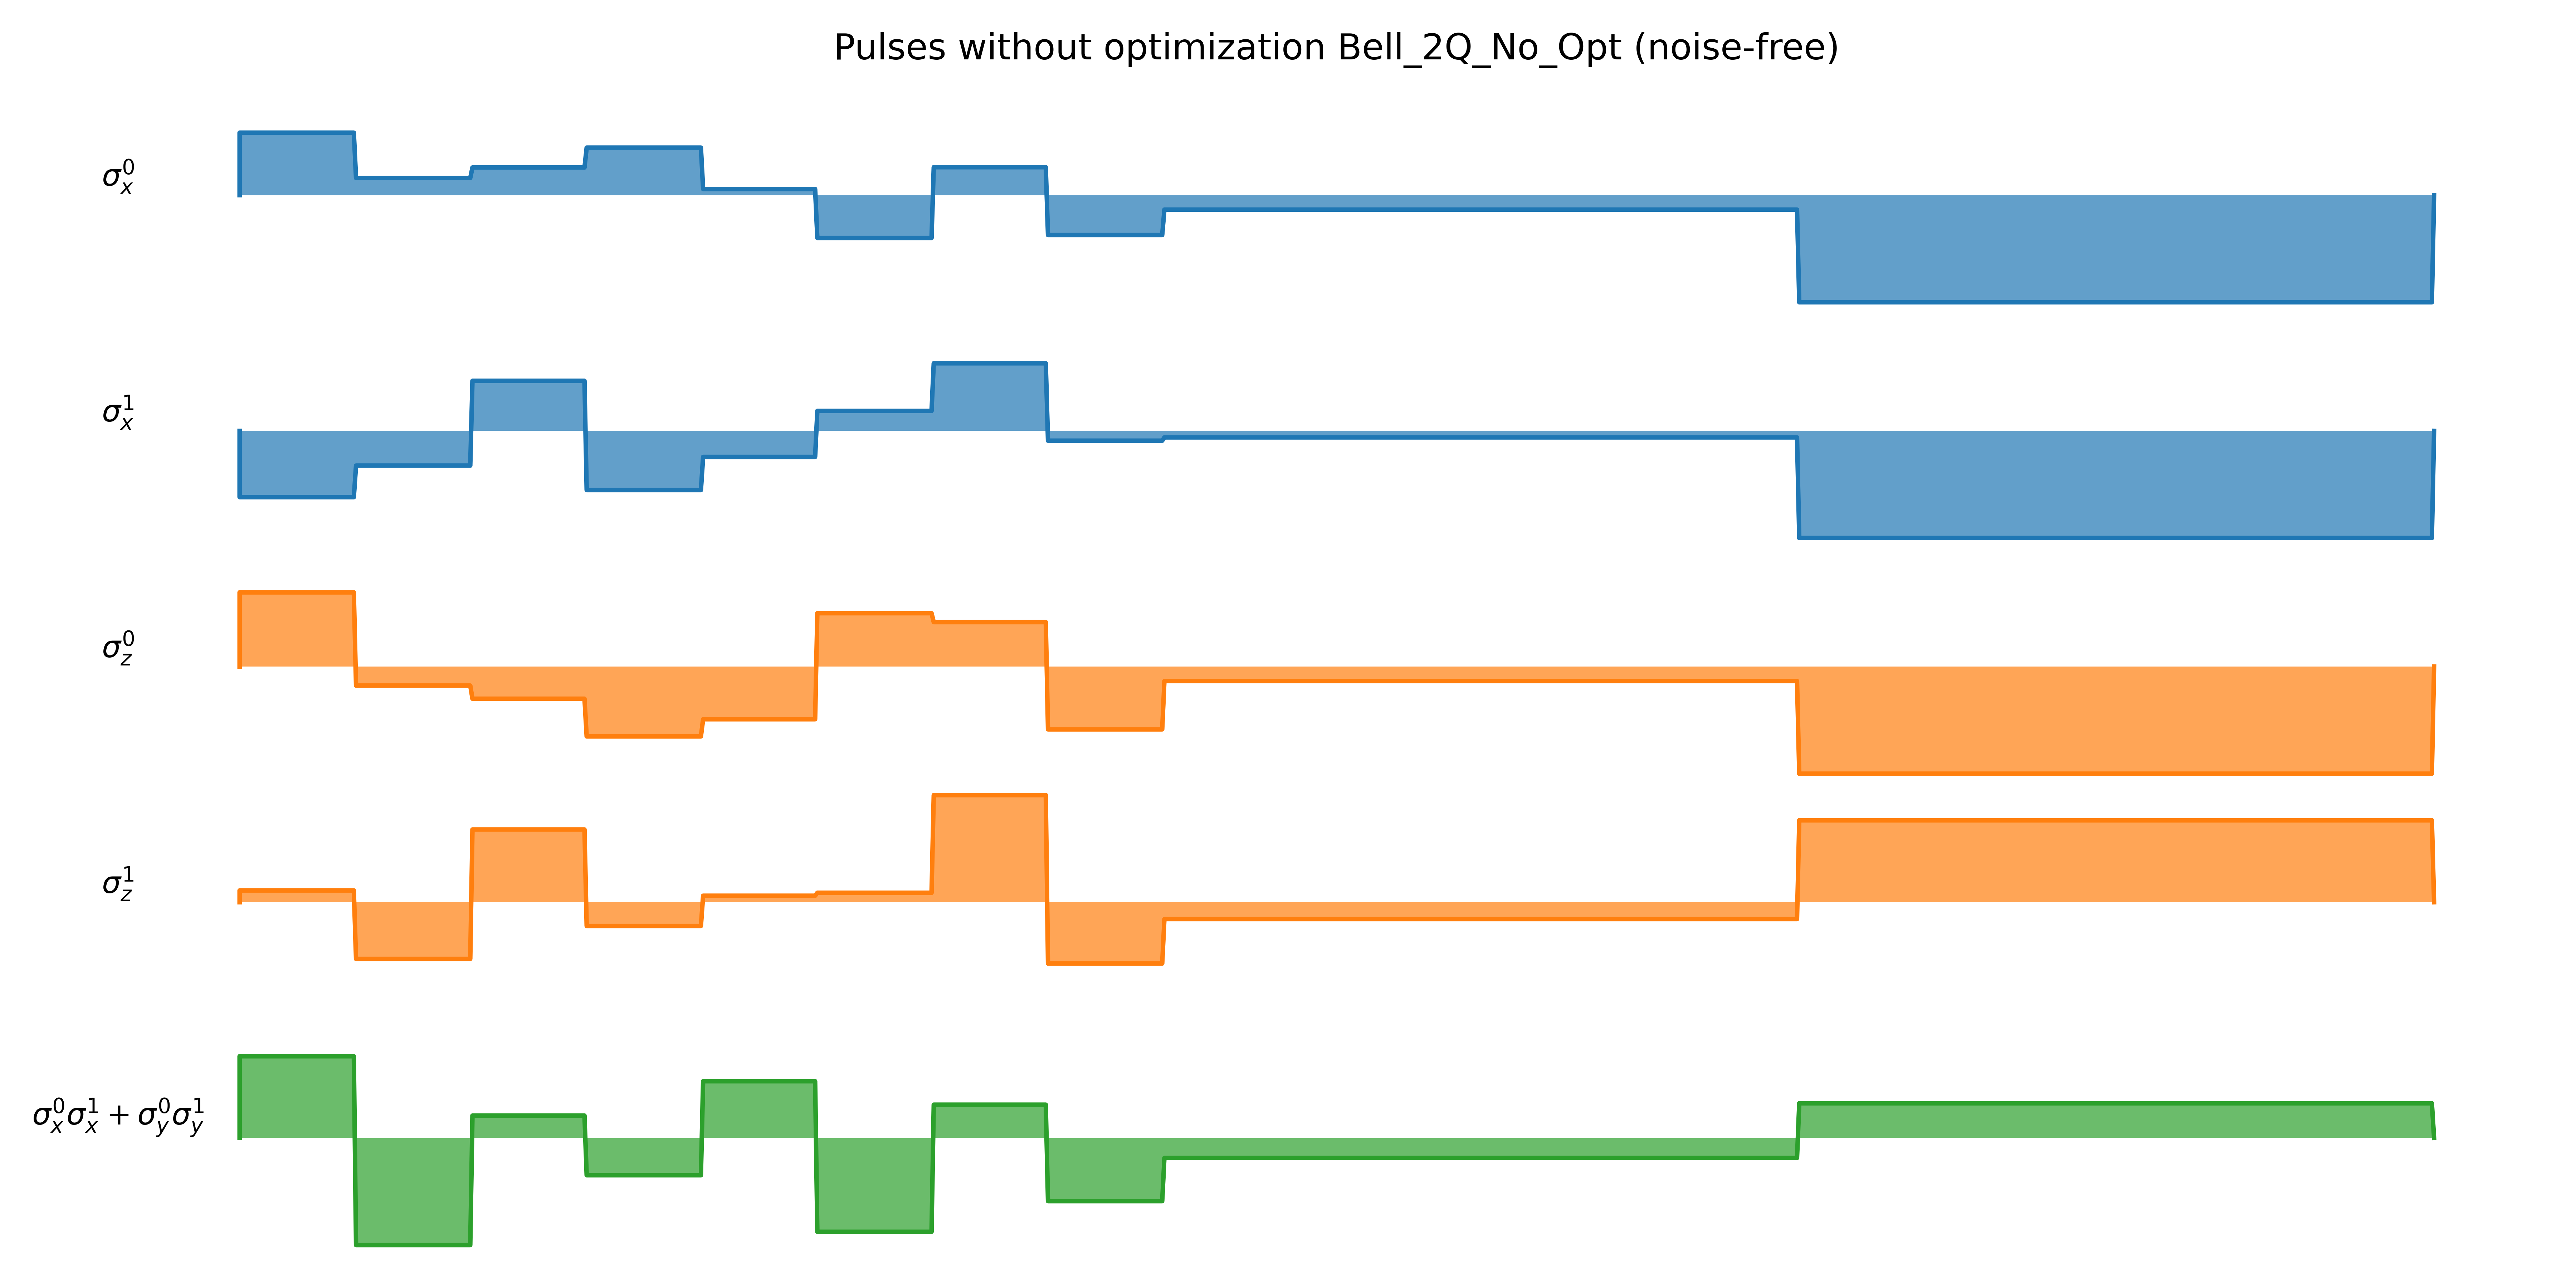 Pulses without optimization Bell_2Q_No_Opt (noise-free)
σ_x^0
σ_x^1
σ_z^0
σ_z^1
σ_x^0σ_x^1 + σ_y^0σ_y^1